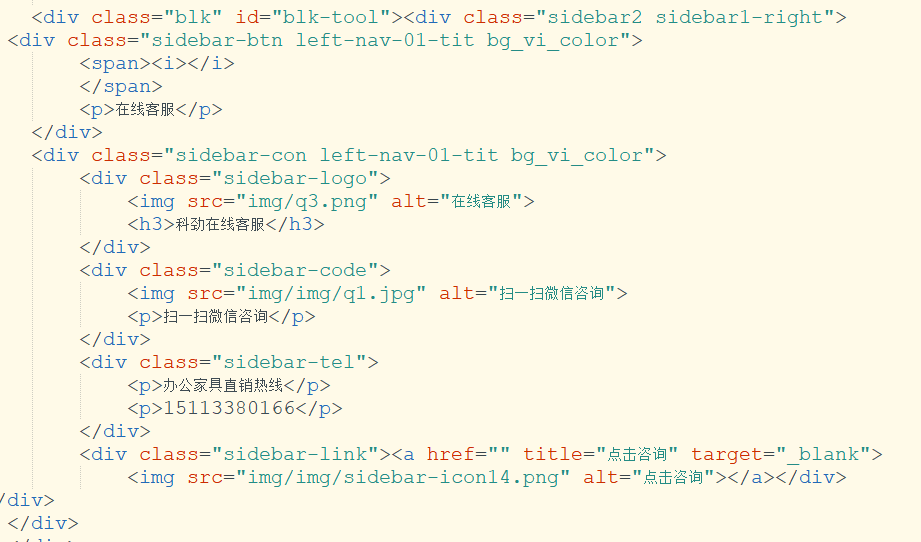 <div class="blk" id="blk-tool"><div class="sidebar2 sidebar1-right">
<div class="sidebar-btn left-nav-01-tit bg_vi_color">
<span><i></i>
</span>
<p>在线客服</p>
</div>
<div class="sidebar-con left-nav-01-tit bg_vi_color">
<div class="sidebar-logo">
<img src="img/q3.png" alt="在线客服">
<h3>科劲在线客服</h3>
</div>
<div class="sidebar-code">
<img src="img/img/q1.jpg" alt="扫一扫微信咨询">
<p>扫一扫微信咨询</p>
</div>
<div class="sidebar-tel">
<p>办公家具直销热线</p>
<p>15113380166</p>
</div>
<div class="sidebar-link"><a href="" title="点击咨询" target="_blank">
<img src="img/img/sidebar-icon14.png" alt="点击咨询"></a></div>
/div>
</div>